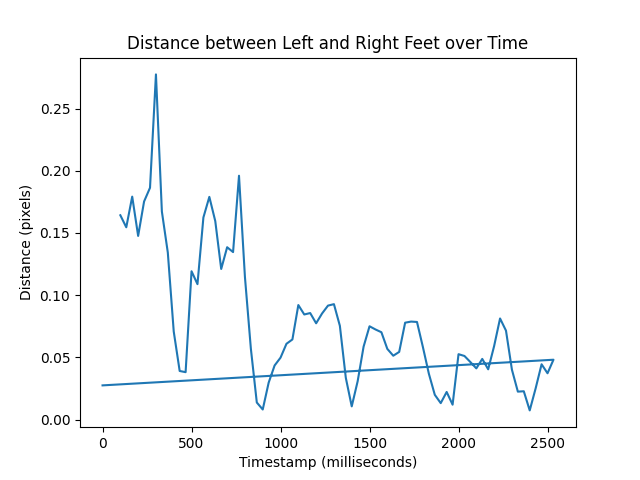 Distance between Left and Right Feet over Time
0.25
0.20
0.15
0.10
0.05
0.00
Distance (pixels)
0 500 1000 1500 2000 2500
Timestamp (milliseconds)